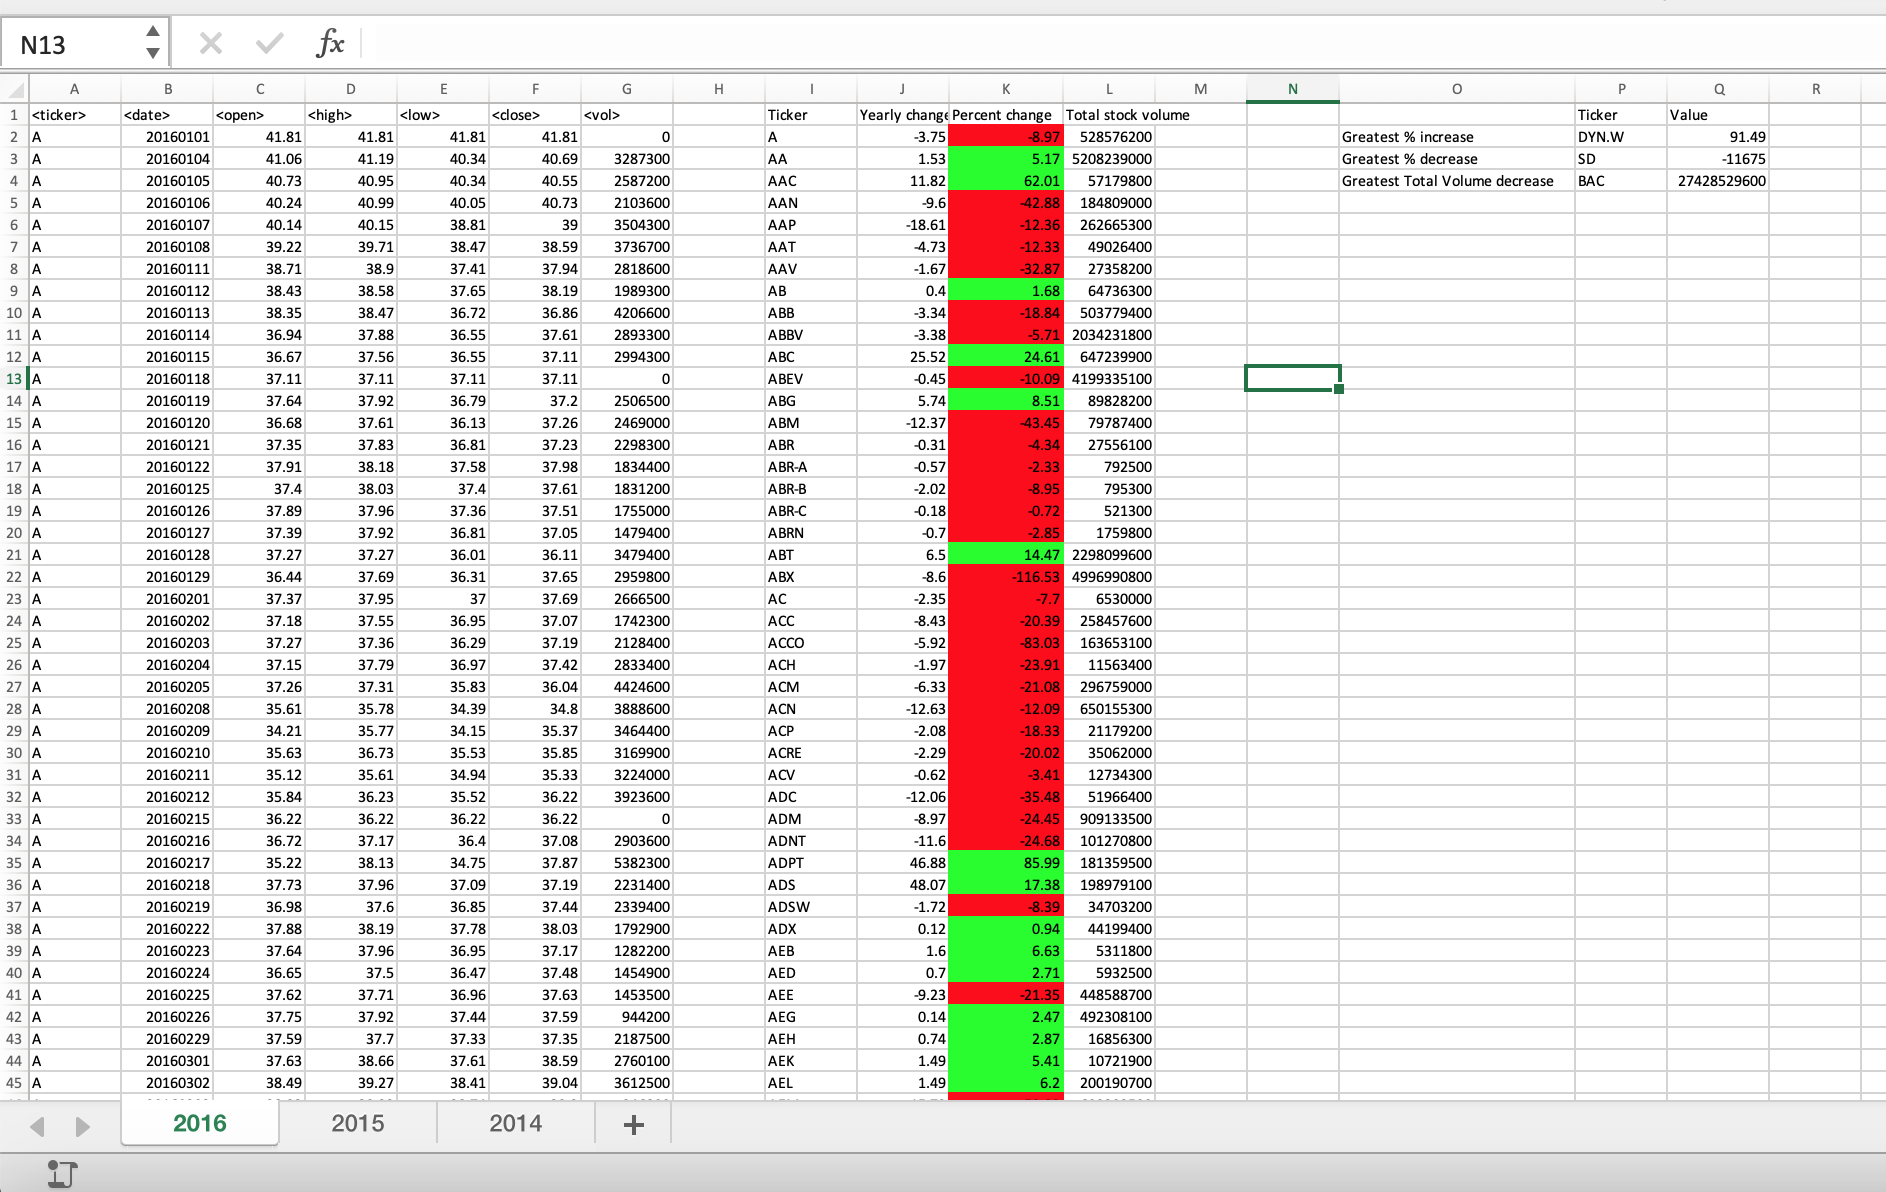 N13 fx
A B C D E F G H I J K L M N O P Q R
1 <ticker> <date> <open> <high> <low> <close> <vol> Ticker Yearly change Percent change Total stock volume Ticker Value
2 A 20160101 41.81 41.81 41.81 41.81 0 A -3.75 -8.97 528576200 Greatest % increase DYN.W 91.49
3 A 20160104 41.06 41.19 40.34 40.69 3287300 AA 1.53 5.17 5208239000 Greatest % decrease SD -11675
4 A 20160105 40.73 40.95 40.34 40.55 2587200 AAC 11.82 62.01 57179800 Greatest Total Volume decrease BAC 27428529600
5 A 20160106 40.24 40.99 40.05 40.73 2103600 AAN -9.6 -42.88 184809000
6 A 20160107 40.14 40.15 38.81 39 3504300 AAP -18.61 -12.36 262665300
7 A 20160108 39.22 39.71 38.47 38.59 3736700 AAT -4.73 -12.33 49026400
8 A 20160111 38.71 38.9 37.41 37.94 2818600 AAV -1.67 -32.87 27358200
9 A 20160112 38.43 38.58 37.65 38.19 1989300 AB 0.4 1.68 64736300
10 A 20160113 38.35 38.47 36.72 36.86 4206600 ABB -3.34 -18.84 503779400
11 A 20160114 36.94 37.88 36.55 37.61 2893300 ABBV -3.38 -5.71 2034231800
12 A 20160115 36.67 37.56 36.55 37.11 2994300 ABC 25.52 24.61 647239900
13 A 20160118 37.11 37.11 37.11 37.11 0 ABEV -0.45 -10.09 4199335100
14 A 20160119 37.64 37.92 36.79 37.2 2506500 ABG 5.74 8.51 89828200
15 A 20160120 36.68 37.61 36.13 37.26 2469000 ABM -12.37 -43.45 79787400
16 A 20160121 37.35 37.83 36.81 37.23 2298300 ABR -0.31 -4.34 27556100
17 A 20160122 37.91 38.18 37.58 37.98 1834400 ABR-A -0.57 -2.33 792500
18 A 20160125 37.4 38.03 37.4 37.61 1831200 ABR-B -2.02 -8.95 795300
19 A 20160126 37.89 37.96 37.36 37.51 1755000 ABR-C -0.18 -0.72 521300
20 A 20160127 37.39 37.92 36.81 37.05 1479400 ABRN -0.7 -2.85 1759800
21 A 20160128 37.27 37.27 36.01 36.11 3479400 ABT 6.5 14.47 2298099600
22 A 20160129 36.44 37.69 36.31 37.65 2959800 ABX -8.6 -116.53 4996990800
23 A 20160201 37.37 37.95 37 37.69 2666500 AC -2.35 -7.7 6530000
24 A 20160202 37.18 37.55 36.95 37.07 1742300 ACC -8.43 -20.39 258457600
25 A 20160203 37.27 37.36 36.29 37.19 2128400 ACCO -5.92 -83.03 163653100
26 A 20160204 37.15 37.79 36.97 37.42 2833400 ACH -1.97 -23.91 11563400
27 A 20160205 37.26 37.31 35.83 36.04 4424600 ACM -6.33 -21.08 296759000
28 A 20160208 35.61 35.78 34.39 34.8 3888600 ACN -12.63 -12.09 650155300
29 A 20160209 34.21 35.77 34.15 35.37 3464400 ACP -2.08 -18.33 21179200
30 A 20160210 35.63 36.73 35.53 35.85 3169900 ACRE -2.29 -20.02 35062000
31 A 20160211 35.12 35.61 34.94 35.33 3224000 ACV -0.62 -3.41 12734300
32 A 20160212 35.84 36.23 35.52 36.22 3923600 ADC -12.06 -35.48 51966400
33 A 20160215 36.22 36.22 36.22 36.22 0 ADM -8.97 -24.45 909133500
34 A 20160216 36.72 37.17 36.4 37.08 2903600 ADNT -11.6 -24.68 101270800
35 A 20160217 35.22 38.13 34.75 37.87 5382300 ADPT 46.88 85.99 181359500
36 A 20160218 37.73 37.96 37.09 37.19 2231400 ADS 48.07 17.38 198979100
37 A 20160219 36.98 37.6 36.85 37.44 2339400 ADSW -1.72 -8.39 34703200
38 A 20160222 37.88 38.19 37.78 38.03 1792900 ADX 0.12 0.94 44199400
39 A 20160223 37.64 37.96 36.95 37.17 1282200 AEB 1.6 6.63 5311800
40 A 20160224 36.65 37.5 36.47 37.48 1454900 AED 0.7 2.71 5932500
41 A 20160225 37.62 37.71 36.96 37.63 1453500 AEE -9.23 -21.35 448588700
42 A 20160226 37.75 37.92 37.44 37.59 944200 AEG 0.14 2.47 492308100
43 A 20160229 37.59 37.7 37.33 37.35 2187500 AEH 0.74 2.87 16856300
44 A 20160301 37.63 38.66 37.61 38.59 2760100 AEK 1.49 5.41 10721900
45 A 20160302 38.49 39.27 38.41 39.04 3612500 AEL 1.49 6.2 200190700
2016 2015 2014 +